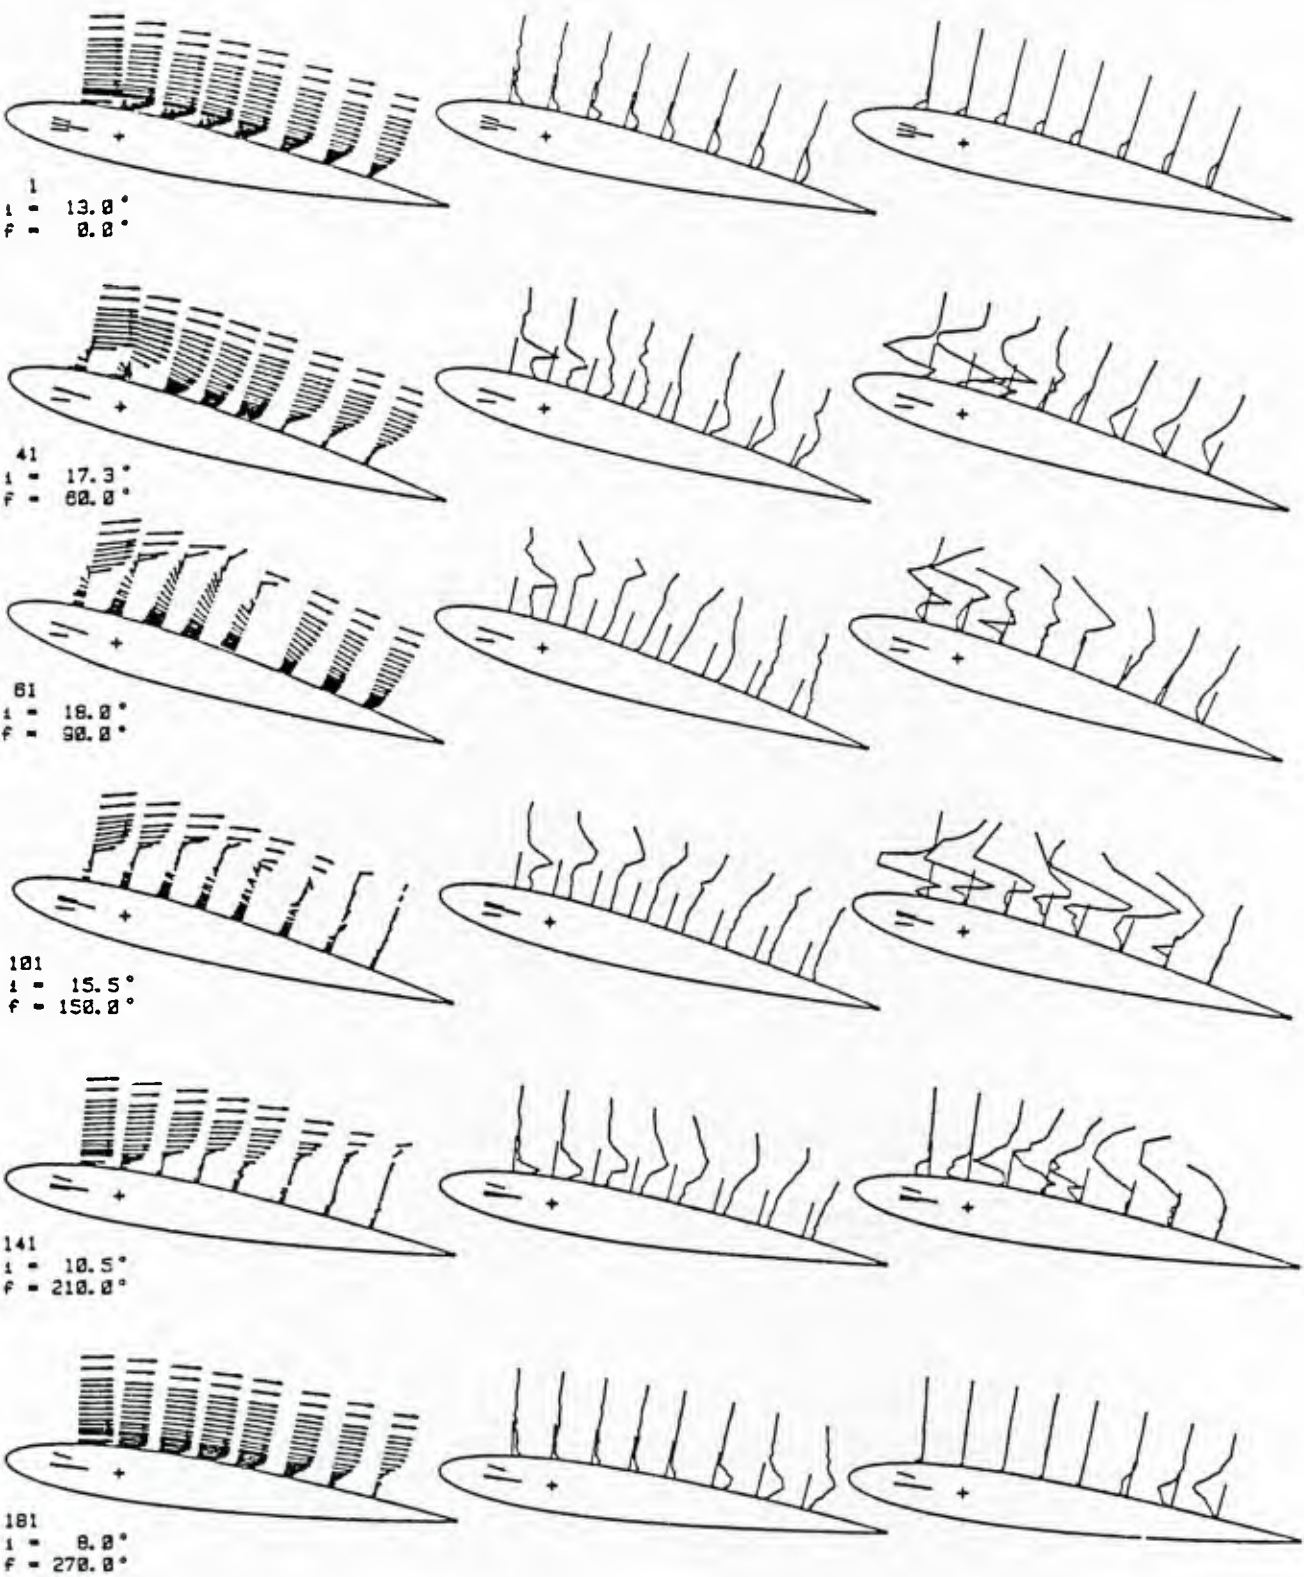 1
i = 13.0°
f = 0.0°
41
i = 17.3°
f = 60.0°
61
i = 18.0°
f = 90.0°
101
i = 15.5°
f = 150.0°
141
i = 10.5°
f = 210.0°
181
i = 8.0°
f = 270.0°